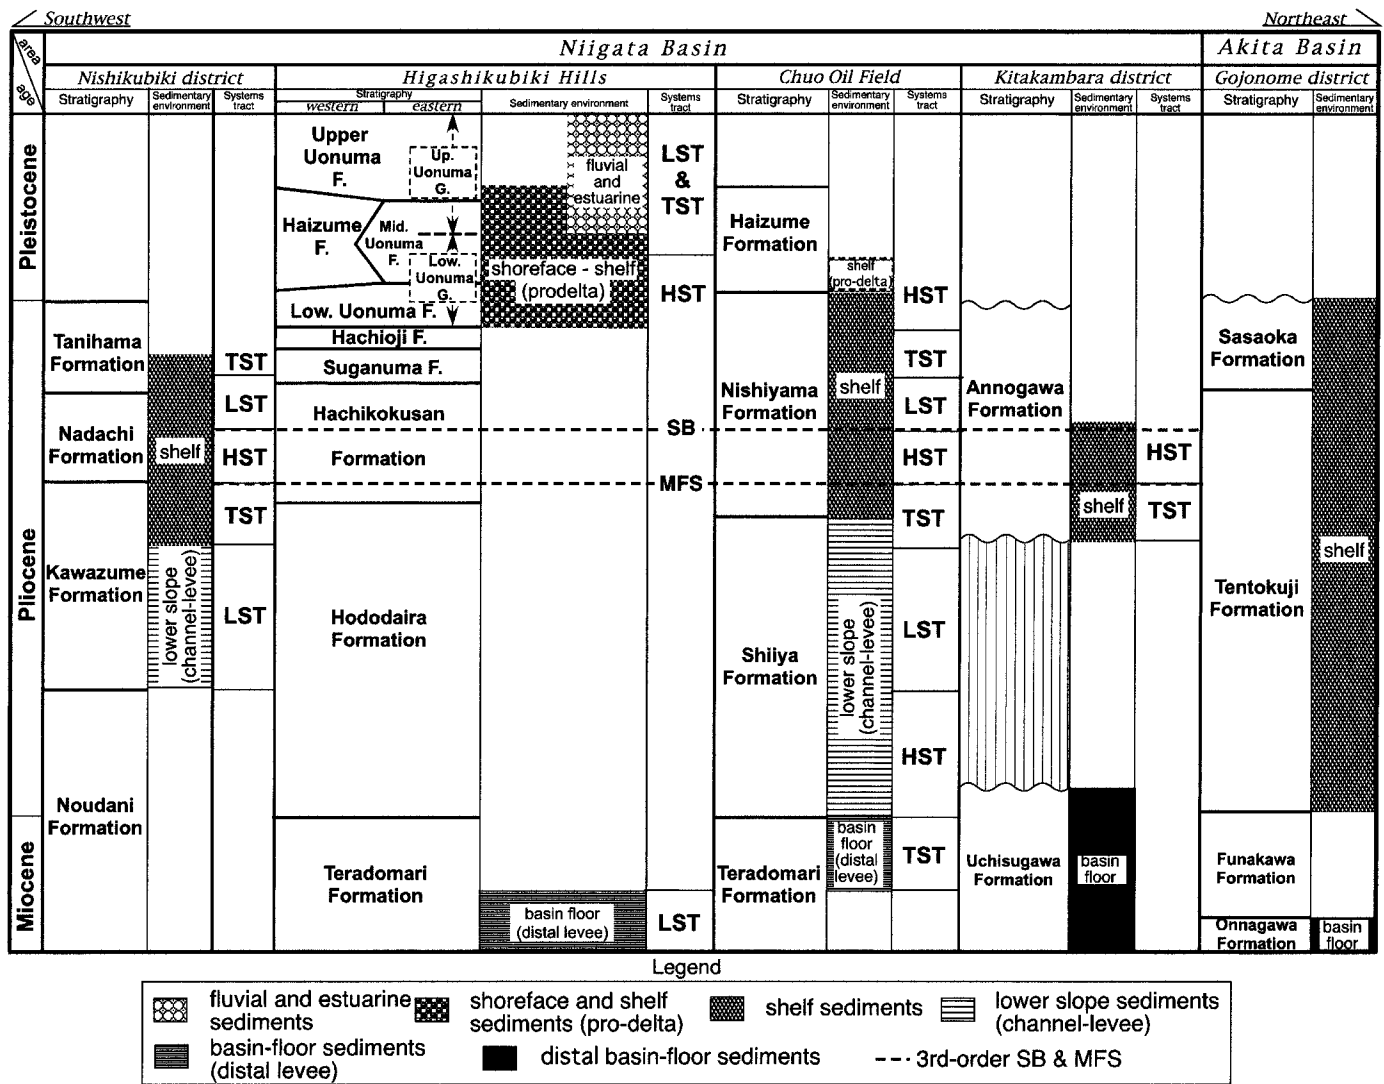 Southwest
Northeast
area
age
Niigata Basin
Akita Basin
Nishikubiki district
Higashikubiki Hills
Chuo Oil Field
Kitakambara district
Gojonome district
Stratigraphy
Sedimentary
environment
Systems
tract
Stratigraphy
western
eastern
Sedimentary environment
Systems
tract
Stratigraphy
Sedimentary
environment
Systems
tract
Stratigraphy
Sedimentary
environment
Systems
tract
Stratigraphy
Sedimentary
environment
Pleistocene
Pliocene
Miocene
Tanihama
Formation
Nadachi
Formation
Kawazume
Formation
Noudani
Formation
shelf
lower slope
(channel-levee)
TST
LST
HST
TST
LST
Upper
Uonuma
F.
Up.
Uonuma
G.
Haizume
F.
Mid.
Uonuma
F.
Low.
Uonuma
G.
Low. Uonuma F.
Hachioji F.
Suganuma F.
Hachikokusan
Formation
Hododaira
Formation
Teradomari
Formation
fluvial
and
estuarine
shoreface - shelf
(prodelta)
basin floor
(distal levee)
LST
&
TST
HST
SB
MFS
LST
Haizume
Formation
Nishiyama
Formation
Shiiya
Formation
Teradomari
Formation
shelf
(pro-delta)
shelf
lower slope
(channel-levee)
basin
floor
(distal
levee)
HST
TST
LST
HST
TST
LST
HST
TST
Annogawa
Formation
Uchisugawa
Formation
shelf
basin
floor
HST
TST
Sasaoka
Formation
Tentokuji
Formation
Funakawa
Formation
Onnagawa
Formation
shelf
basin
floor
Legend
fluvial and estuarine
sediments
shoreface and shelf
sediments (pro-delta)
shelf sediments
lower slope sediments
(channel-levee)
basin-floor sediments
(distal levee)
distal basin-floor sediments
3rd-order SB & MFS